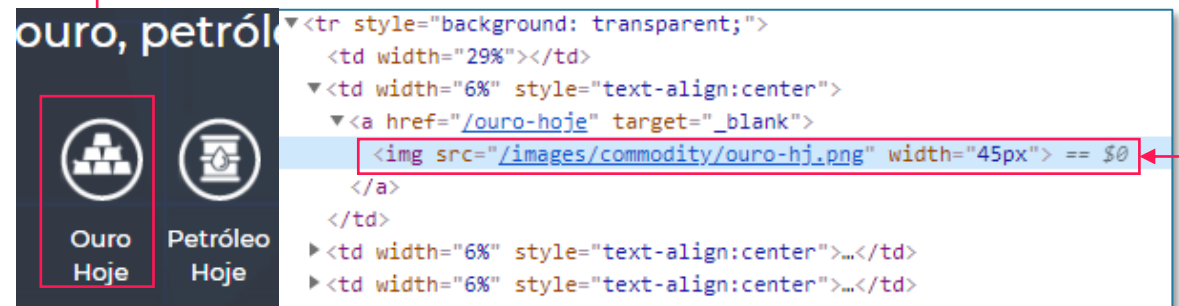 ouro, petról
Ouro
Hoje
Petróleo
Hoje
▼<tr style="background: transparent;">
<td width="29%"></td>
▼<td width="6%" style="text-align:center">
▼<a href="/ouro-hoje" target="_blank">
<img src="/images/commodity/ouro-hj.png" width="45px"> == $0
</a>
</td>
▶<td width="6%" style="text-align:center">…</td>
▶<td width="6%" style="text-align:center">…</td>